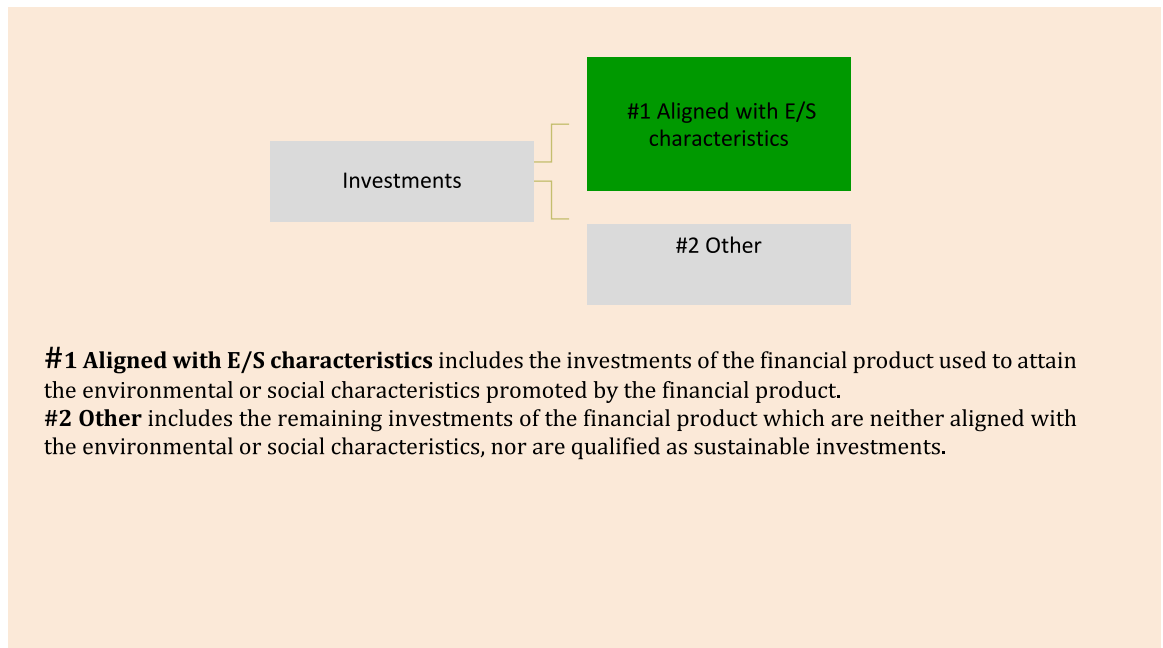 #1 Aligned with E/S
characteristics
Investments
#2 Other
#1 Aligned with E/S characteristics includes the investments of the financial product used to attain
the environmental or social characteristics promoted by the financial product.
#2 Other includes the remaining investments of the financial product which are neither aligned with
the environmental or social characteristics, nor are qualified as sustainable investments.